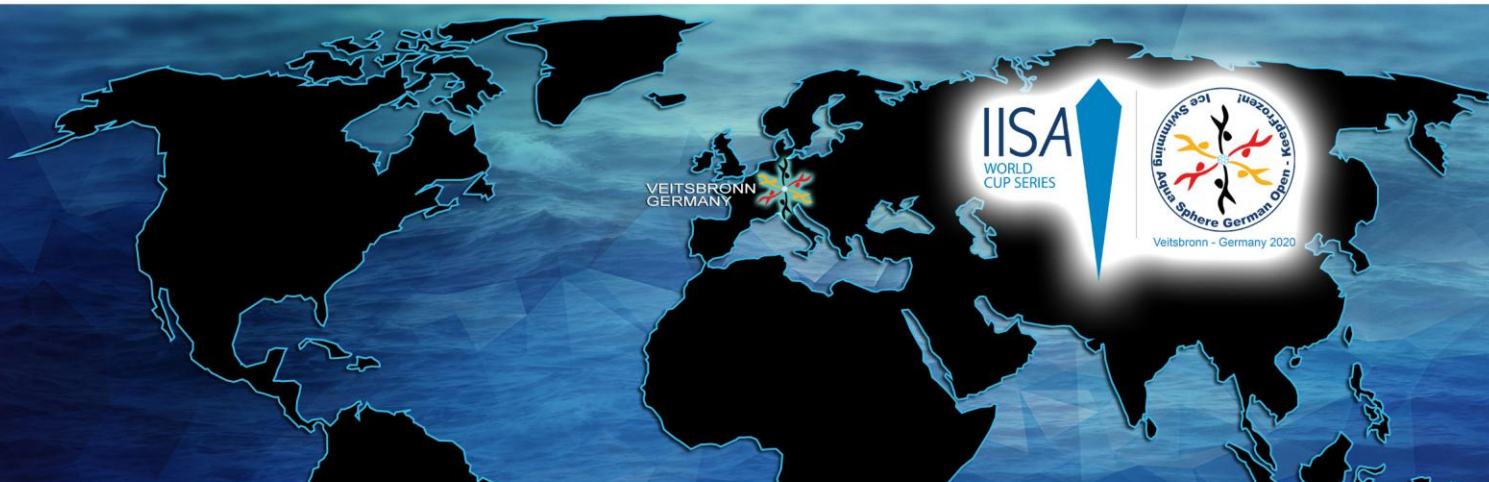 VEITSBRONN
GERMANY
IISA
WORLD
CUP SERIES
Ice Swimming Aqua Sphere German Open - KeepFrozen!
Veitsbronn - Germany 2020